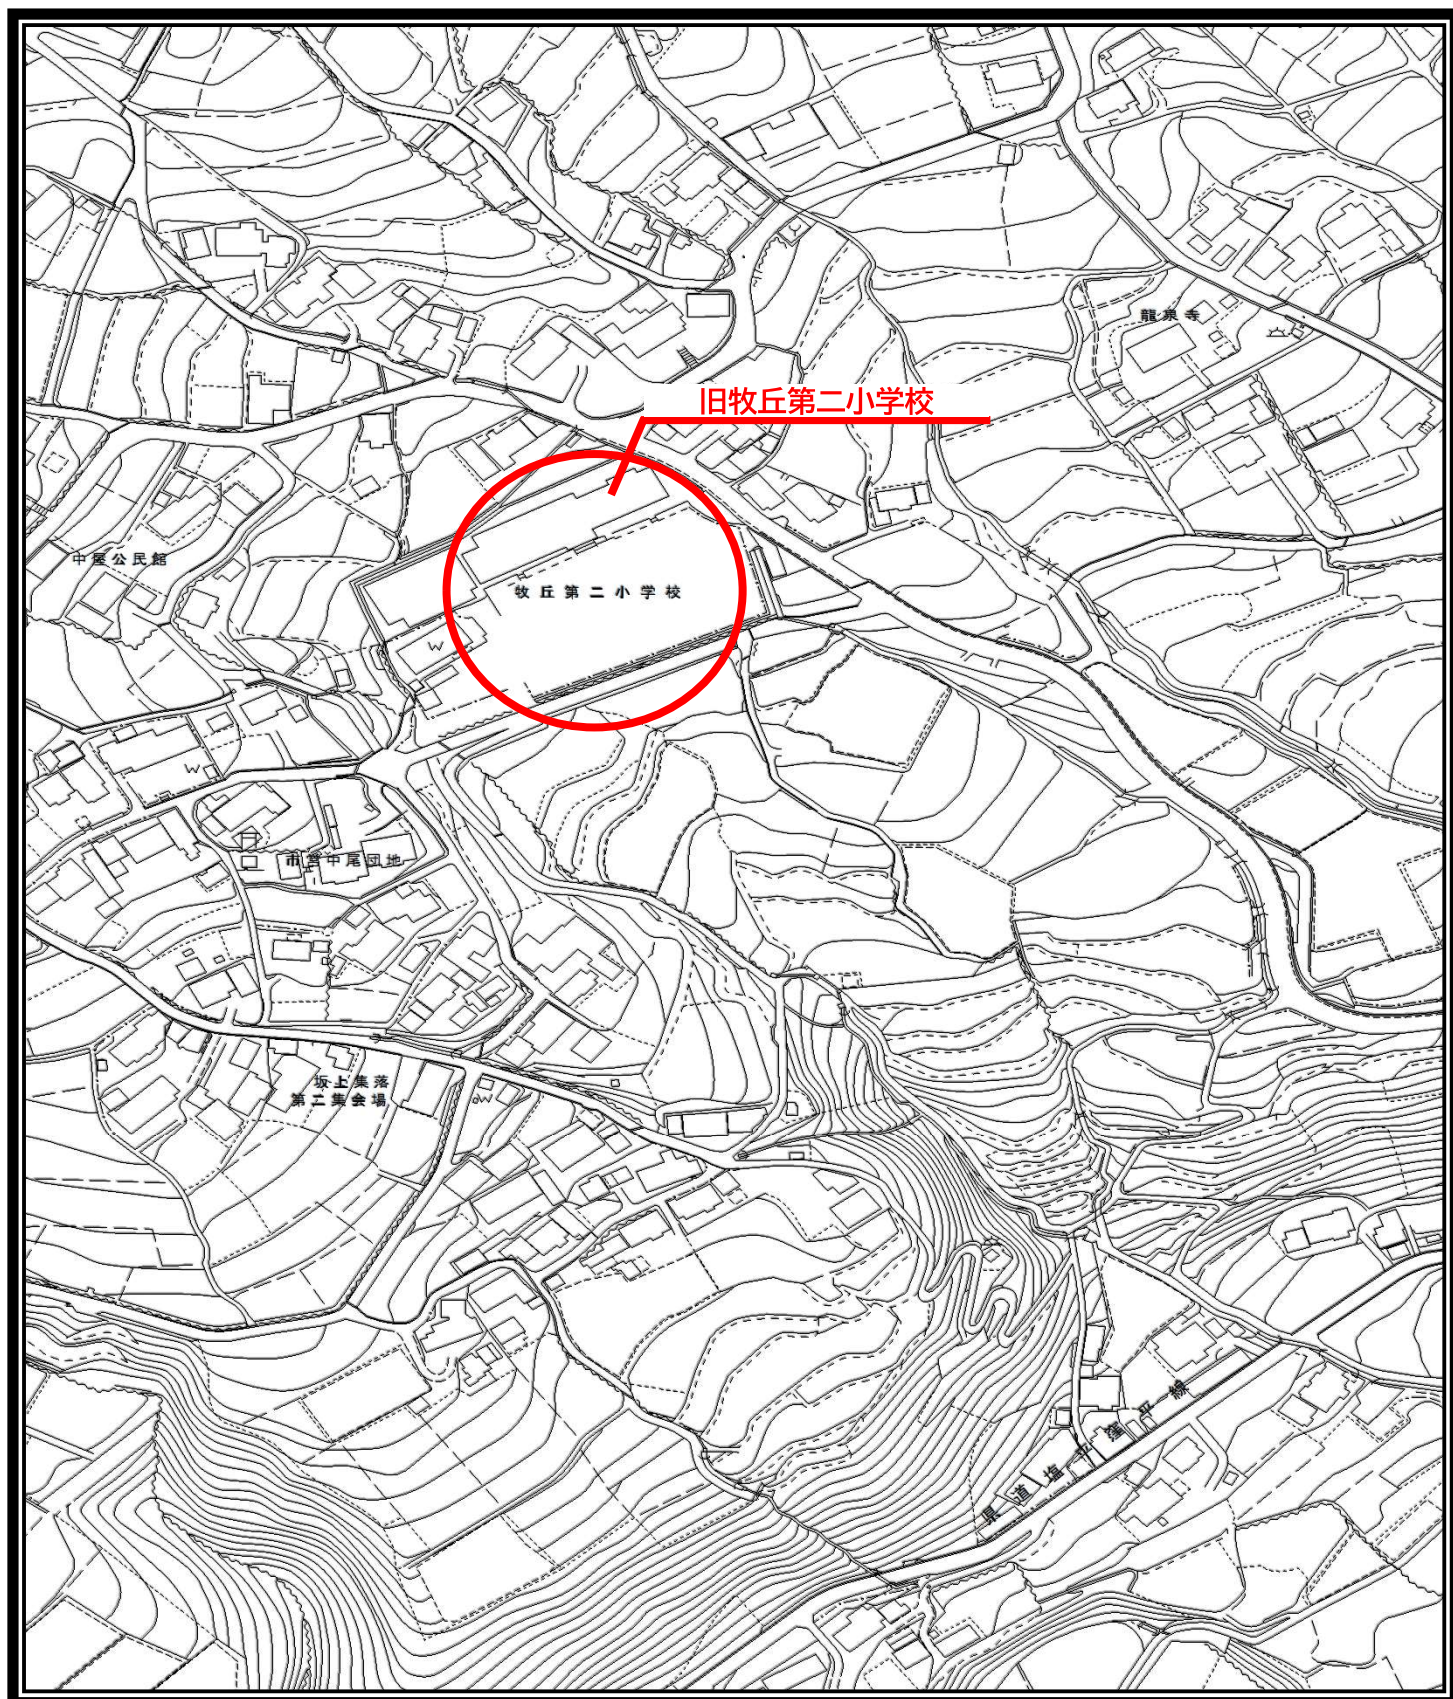 龍泉寺
旧牧丘第二小学校
中屋公民館
牧丘第二小学校
W
W
市営中尾団地
坂上集落
第二集会場
W
県道塩平窪平線